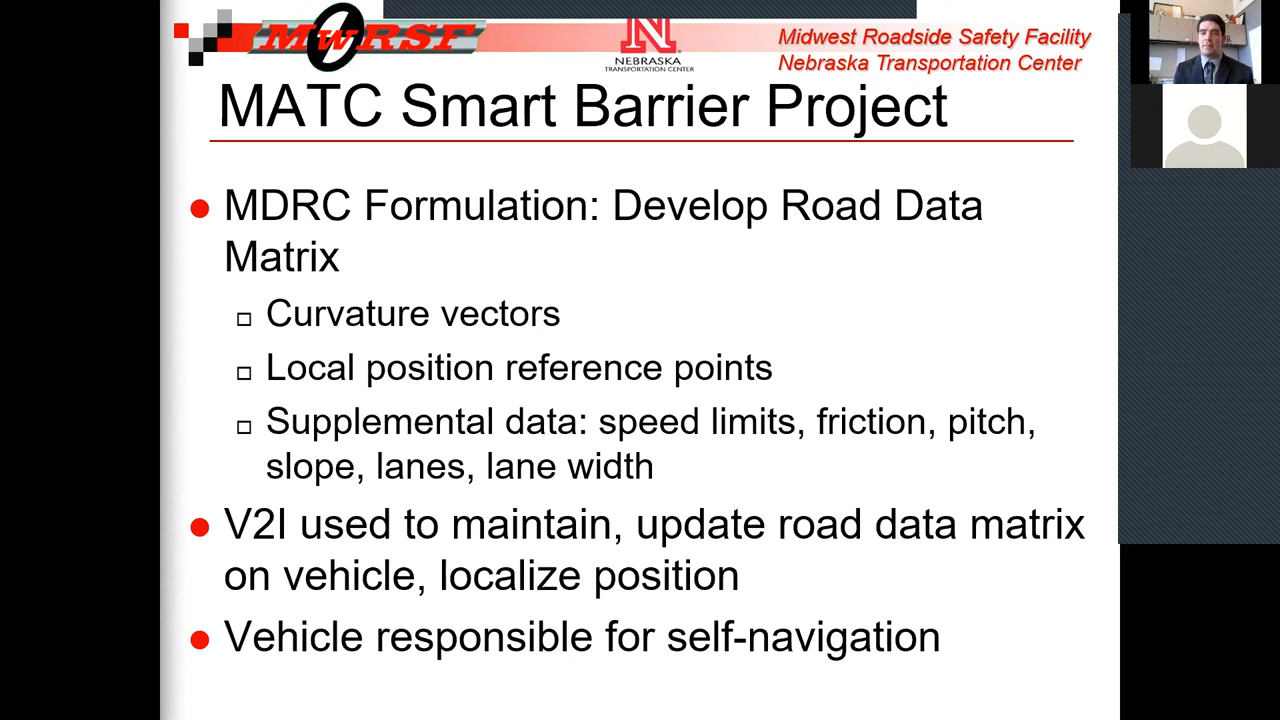 MwRSF
N
NEBRASKA
TRANSPORTATION CENTER
Midwest Roadside Safety Facility
Nebraska Transportation Center
MATC Smart Barrier Project
MDRC Formulation: Develop Road Data
Matrix
Curvature vectors
Local position reference points
Supplemental data: speed limits, friction, pitch,
slope, lanes, lane width
V2I used to maintain, update road data matrix
on vehicle, localize position
Vehicle responsible for self-navigation